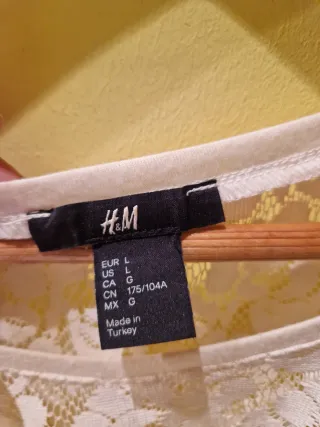 H&M
EUR L
US L
CA G
CN 175/104A
MX G
Made in
Turkey